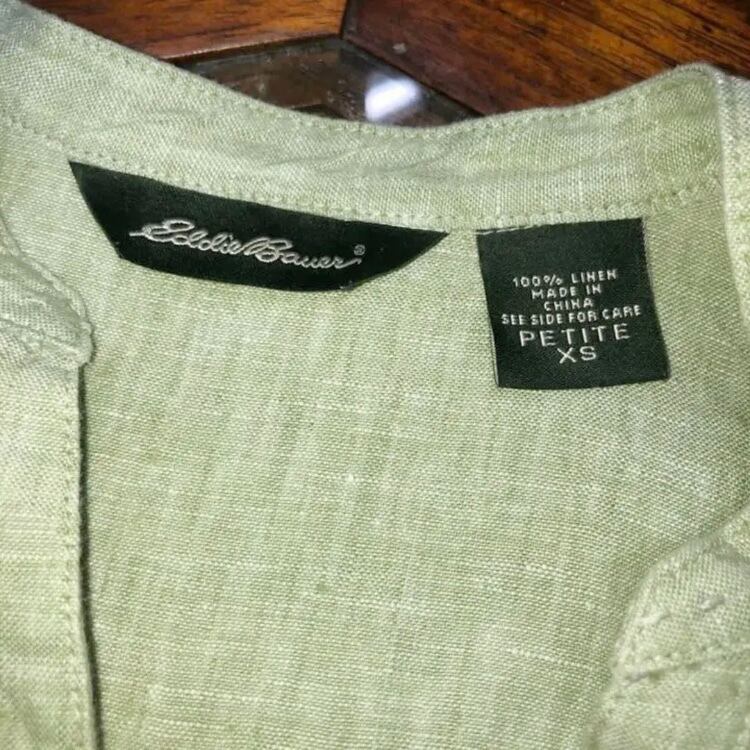 Eddie Bauer®
100% LINEN
MADE IN
CHINA
SEE SIDE FOR CARE
PETITE
XS